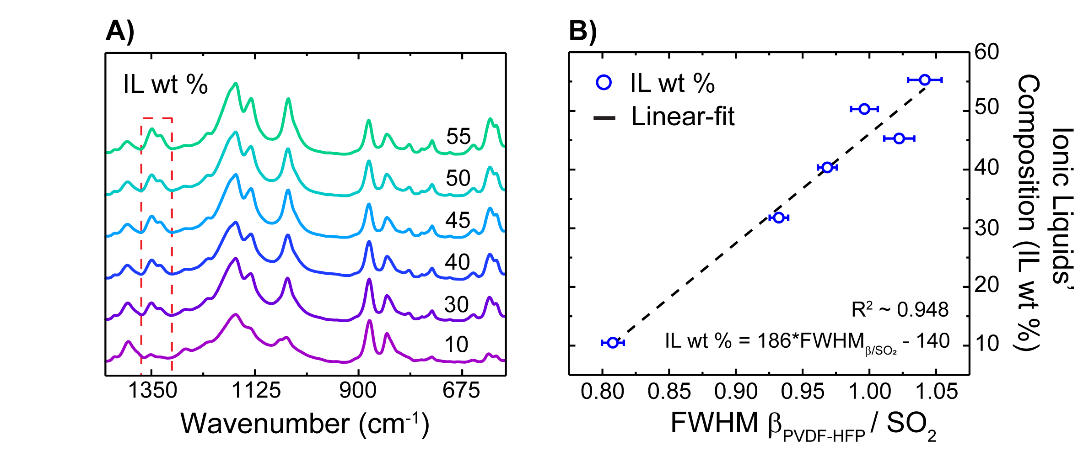 A)
IL wt %
55
50
45
40
30
10
1350 1125 900 675
Wavenumber (cm⁻¹)
B)
IL wt %
Linear-fit
R² ~ 0.948
IL wt % = 186*FWHMβ/SO₂ - 140
60
50
40
30
20
10
Ionic Liquids'
Composition (IL wt %)
0.80 0.85 0.90 0.95 1.00 1.05
FWHM βPVDF-HFP / SO₂